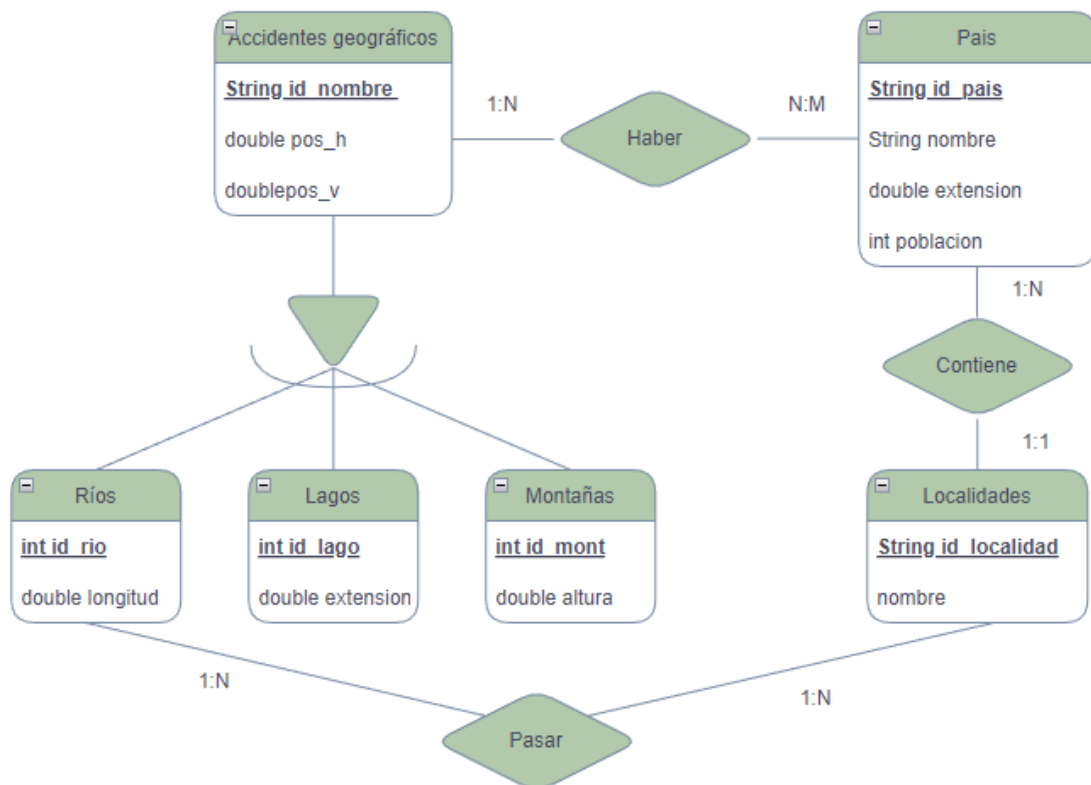 Accidentes geográficos
String id_nombre
double pos_h
doublepos_v
1:N
Haber
N:M
Pais
String id_pais
String nombre
double extension
int poblacion
1:N
Contiene
1:1
Ríos
int id_rio
double longitud
Lagos
int id_lago
double extension
Montañas
int id_mont
double altura
Localidades
String id_localidad
nombre
1:N
Pasar
1:N